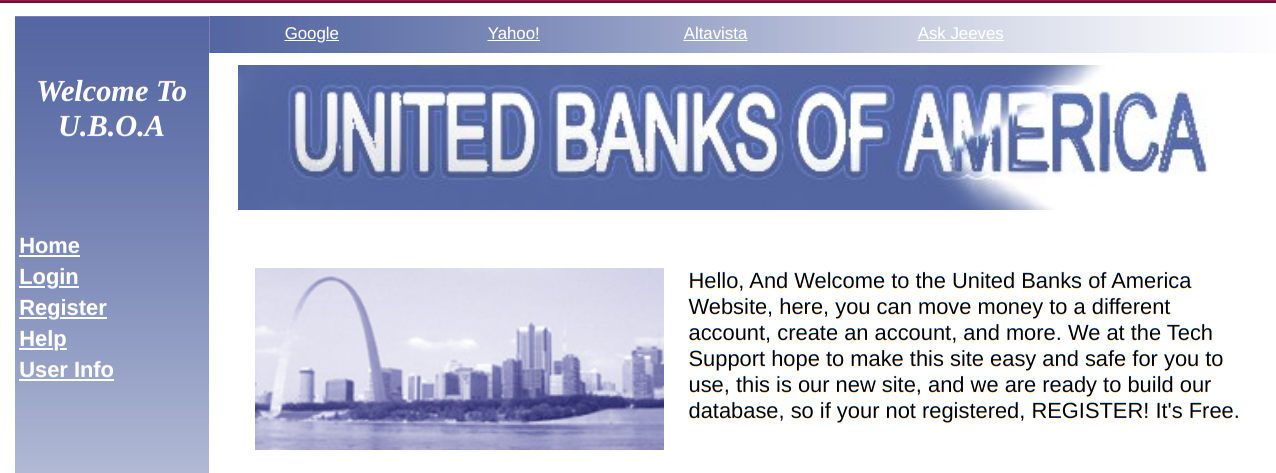 Google Yahoo! Altavista Ask Jeeves
Welcome To
U.B.O.A
UNITED BANKS OF AMERICA
Home
Login
Register
Help
User Info
Hello, And Welcome to the United Banks of America
Website, here, you can move money to a different
account, create an account, and more. We at the Tech
Support hope to make this site easy and safe for you to
use, this is our new site, and we are ready to build our
database, so if your not registered, REGISTER! It's Free.